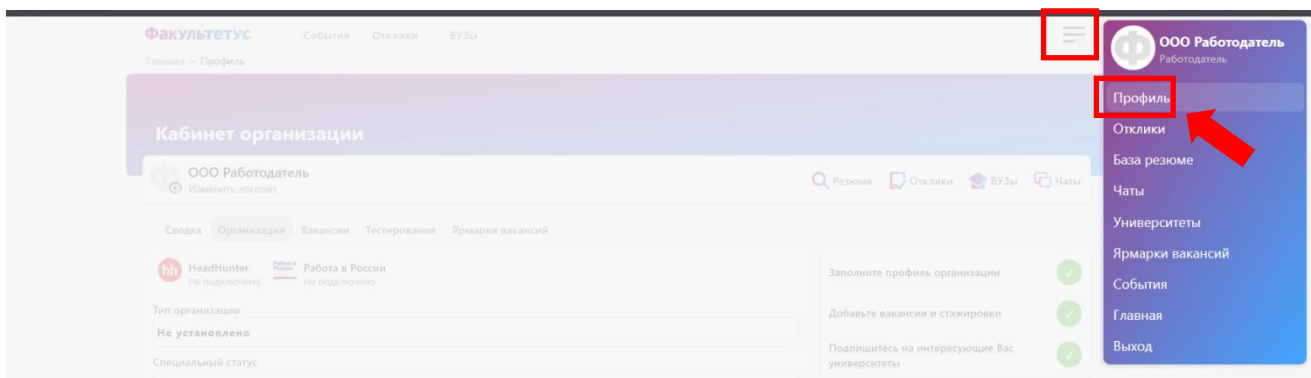 Факультетус
События Отклики ВУЗы
Главная > Профиль
Кабинет организации
ООО Работодатель
Изменить логотип
Резюме Отклики ВУЗы Чаты
Сводка Организация Вакансии Тестирования Ярмарки вакансий
hh HeadHunter Работа в России Работа в России
Не подключено Не подключено
Тип организации
Не установлено
Специальный статус
Заполните профиль организации
Добавьте вакансии и стажировки
Подпишитесь на интересующие Вас
университеты
Ф ООО Работодатель
Работодатель
Профиль
Отклики
База резюме
Чаты
Университеты
Ярмарки вакансий
События
Главная
Выход